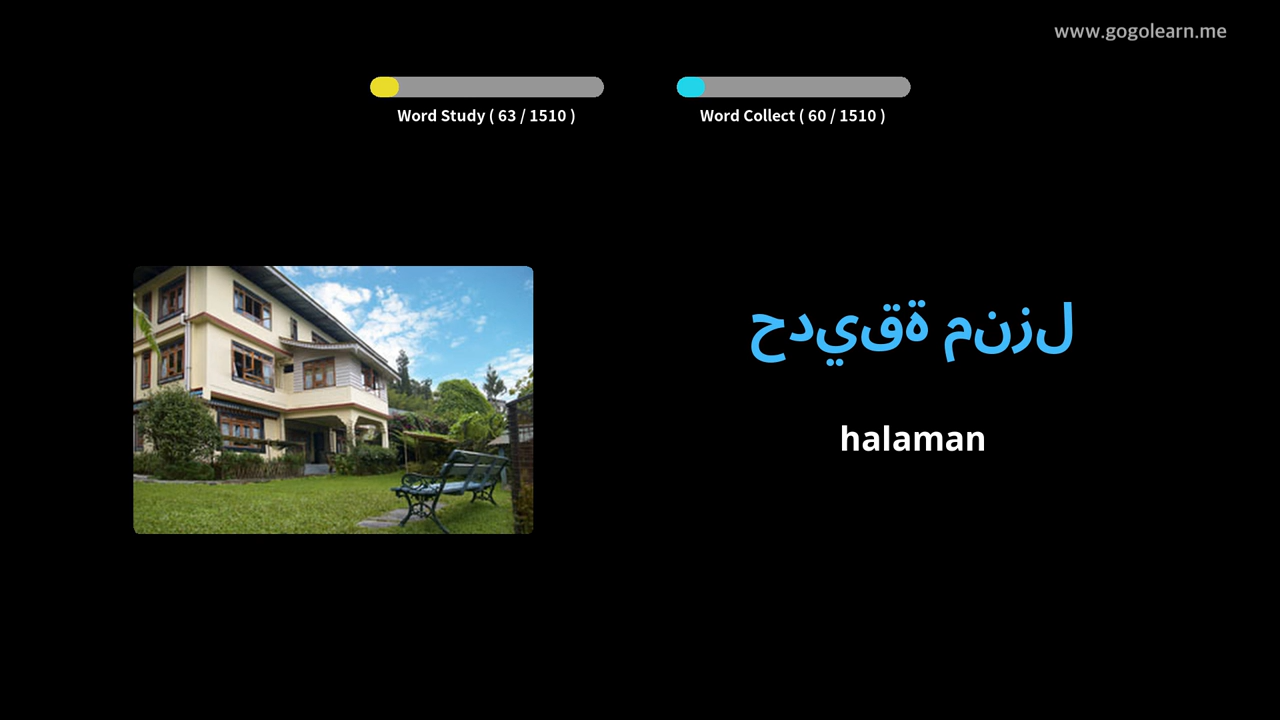 www.gogolearn.me
Word Study ( 63 / 1510 )
Word Collect ( 60 / 1510 )
حديقة منزل
halaman